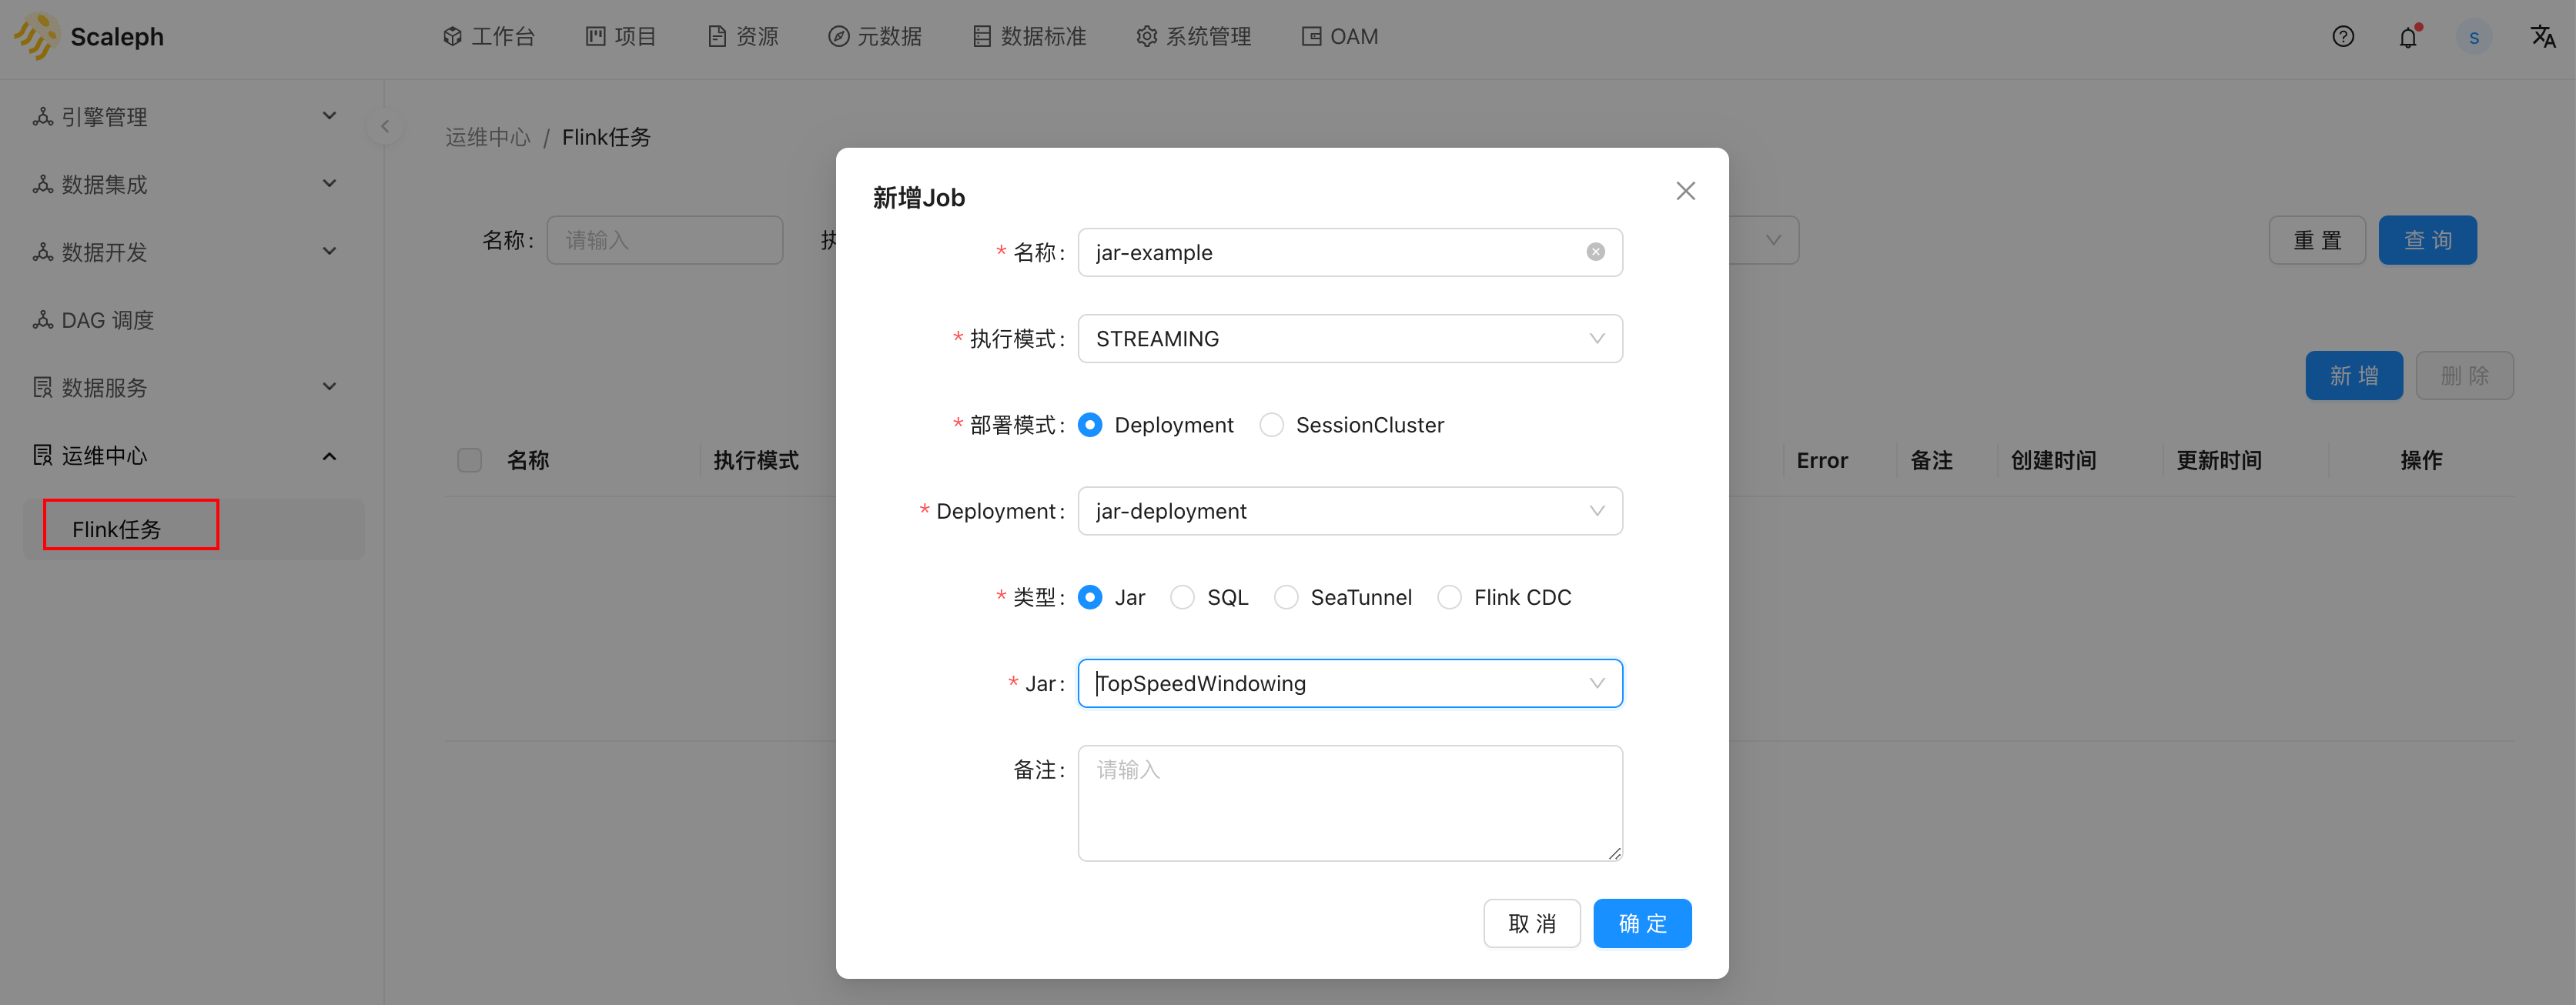 Scaleph
工作台 项目 资源 元数据 数据标准 系统管理 OAM
S
引擎管理
数据集成
数据开发
DAG 调度
数据服务
运维中心
Flink任务
运维中心 / Flink任务
名称: 请输入 执
重 置 查 询
新 增 删 除
名称 执行模式 Error 备注 创建时间 更新时间 操作
新增Job
* 名称: jar-example
* 执行模式: STREAMING
* 部署模式: Deployment SessionCluster
* Deployment: jar-deployment
* 类型: Jar SQL SeaTunnel Flink CDC
* Jar: TopSpeedWindowing
备注: 请输入
取 消 确 定